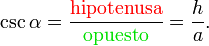 csc α = hipotenusa / opuesto = h / a.